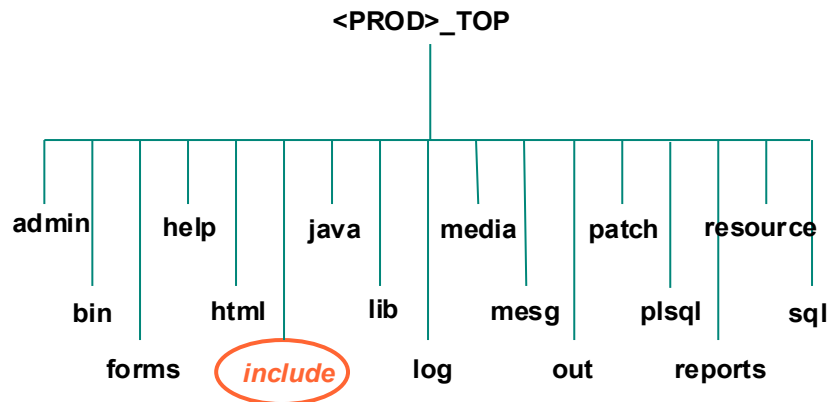 <PROD>_TOP
admin help java media patch resource
bin html lib mesg plsql sql
forms include log out reports